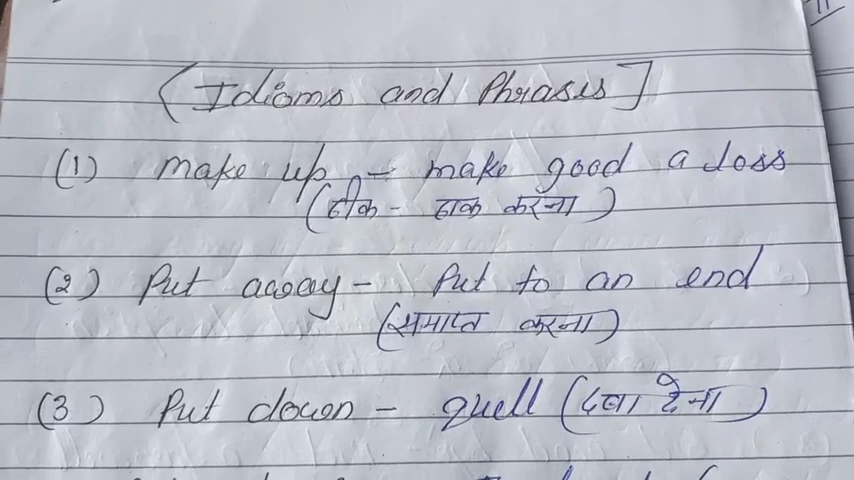 (Idioms and Phrases]
(1) make up - make good a loss
(ठीक - ठाक करना)
(2) Put away - Put to an end
(समाप्त करना)
(3) Put down - quell (दबा देना)